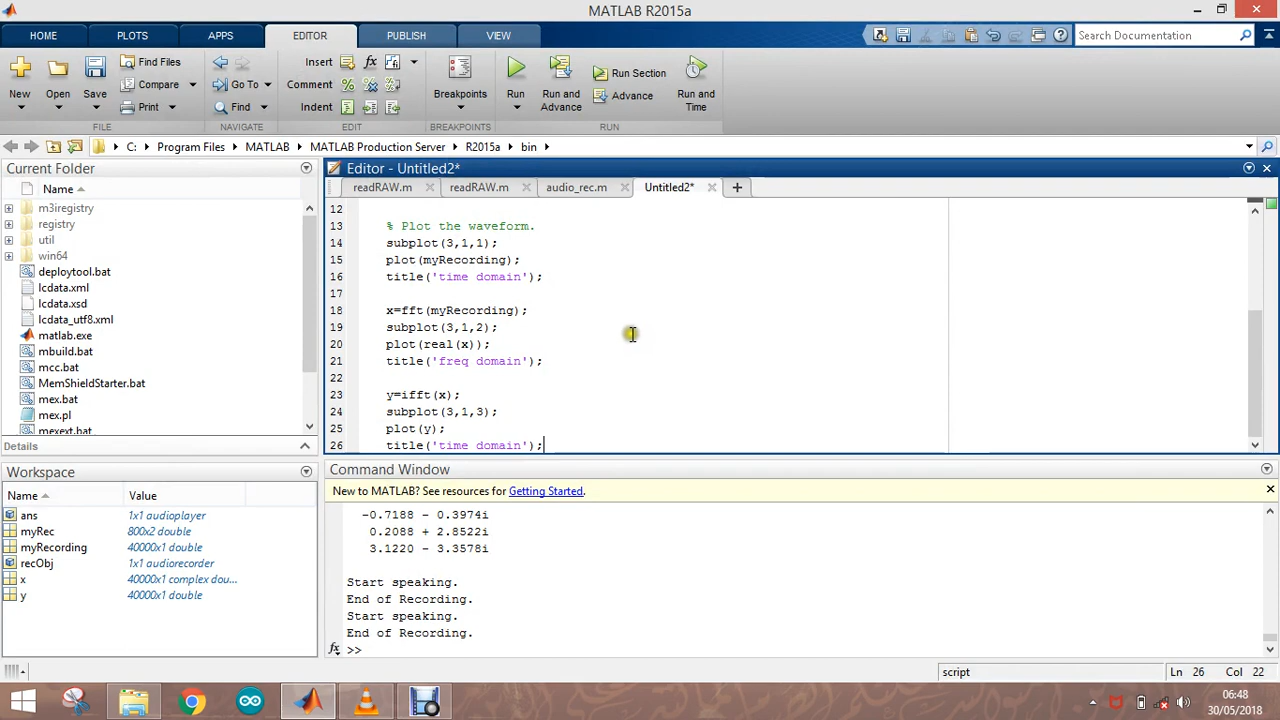 MATLAB R2015a
HOME PLOTS APPS EDITOR PUBLISH VIEW Search Documentation
New Open Save Find Files Compare Print
FILE
Go To Find
NAVIGATE
Insert fx
Comment
Indent
EDIT
Breakpoints
BREAKPOINTS
Run Run and Advance Run Section Advance Run and Time
RUN
C: Program Files MATLAB MATLAB Production Server R2015a bin
Current Folder
Name
m3iregistry
registry
util
win64
deploytool.bat
lcdata.xml
lcdata.xsd
lcdata_utf8.xml
matlab.exe
mbuild.bat
mcc.bat
MemShieldStarter.bat
mex.bat
mex.pl
mexext.bat
Details
Workspace
Name Value
ans 1x1 audioplayer
myRec 800x2 double
myRecording 40000x1 double
recObj 1x1 audiorecorder
x 40000x1 complex dou...
y 40000x1 double
Editor - Untitled2*
readRAW.m readRAW.m audio_rec.m Untitled2*
12
13 % Plot the waveform.
14 subplot(3,1,1);
15 plot(myRecording);
16 title('time domain');
17
18 x=fft(myRecording);
19 subplot(3,1,2);
20 plot(real(x));
21 title('freq domain');
22
23 y=ifft(x);
24 subplot(3,1,3);
25 plot(y);
26 title('time domain');
Command Window
New to MATLAB? See resources for Getting Started.
-0.7188 - 0.3974i
0.2088 + 2.8522i
3.1220 - 3.3578i
Start speaking.
End of Recording.
Start speaking.
End of Recording.
fx >>
script Ln 26 Col 22
06:48
30/05/2018